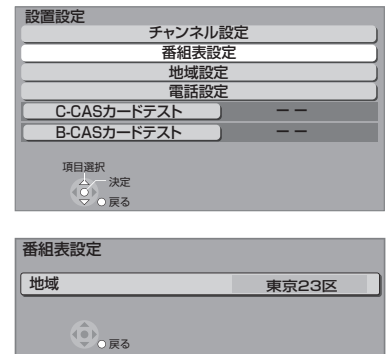 設置設定
チャンネル設定
番組表設定
地域設定
電話設定
C-CASカードテスト －－
B-CASカードテスト －－
項目選択
決定
戻る
番組表設定
地域 東京23区
戻る